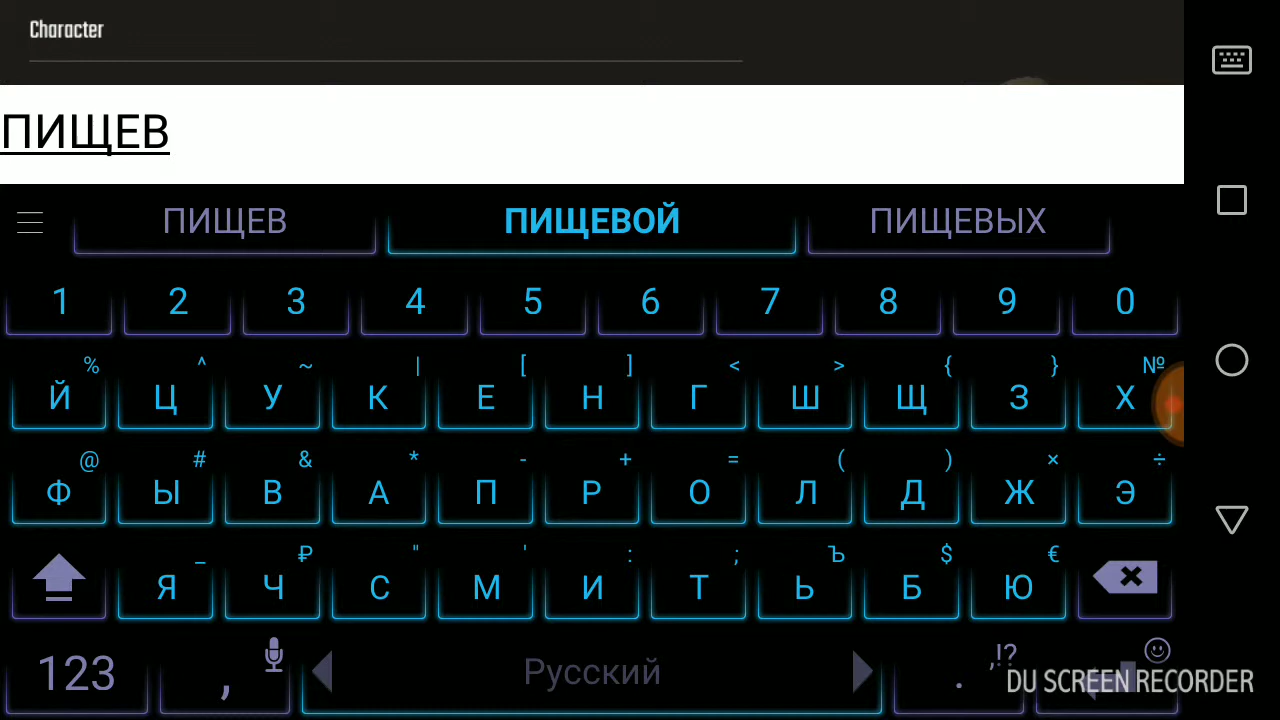 Character
ПИЩЕВ
ПИЩЕВ ПИЩЕВОЙ ПИЩЕВЫХ
1 2 3 4 5 6 7 8 9 0
% ^ ~ | [ ] < > { } №
Й Ц У К Е Н Г Ш Щ З Х
@ # & * - + = ( ) × ÷
Ф Ы В А П Р О Л Д Ж Э
_ ₽ " ' : ; Ъ $ €
Я Ч С М И Т Ь Б Ю
123 , Русский . ,!?
DU SCREEN RECORDER